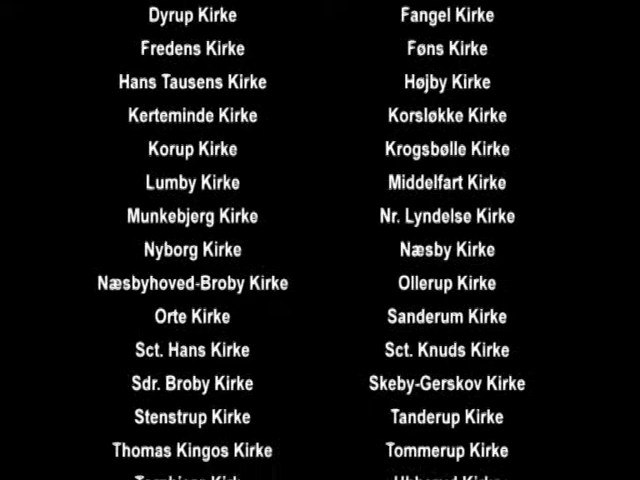 Dyrup Kirke Fangel Kirke
Fredens Kirke Føns Kirke
Hans Tausens Kirke Højby Kirke
Kerteminde Kirke Korsløkke Kirke
Korup Kirke Krogsbølle Kirke
Lumby Kirke Middelfart Kirke
Munkebjerg Kirke Nr. Lyndelse Kirke
Nyborg Kirke Næsby Kirke
Næsbyhoved-Broby Kirke Ollerup Kirke
Orte Kirke Sanderum Kirke
Sct. Hans Kirke Sct. Knuds Kirke
Sdr. Broby Kirke Skeby-Gerskov Kirke
Stenstrup Kirke Tanderup Kirke
Thomas Kingos Kirke Tommerup Kirke